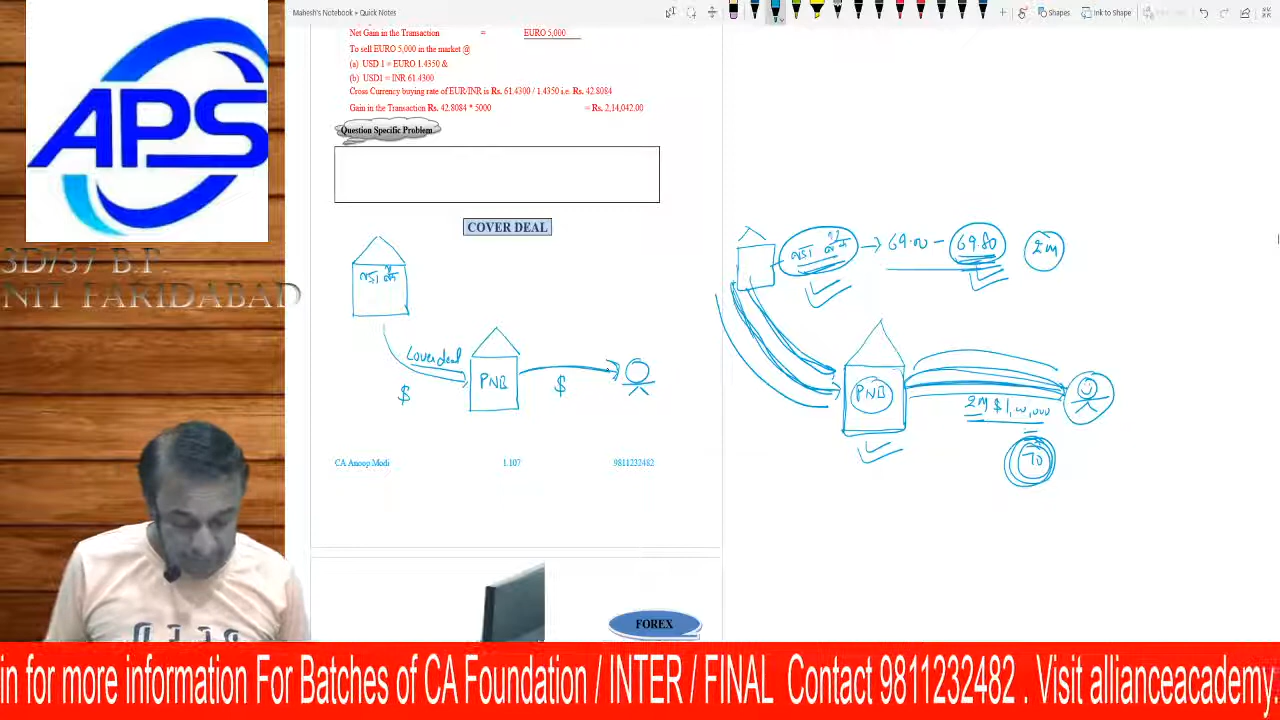 Mahesh's Notebook » Quick Notes
Shapes
Ink to Shape
APS
3D/37 B.P.
NIT FARIDABAD
Net Gain in the Transaction = EURO 5,000
To sell EURO 5,000 in the market @
(a) USD 1 = EURO 1.4350 &
(b) USD1 = INR 61.4300
Cross Currency buying rate of EUR/INR is Rs. 61.4300 / 1.4350 i.e. Rs. 42.8084
Gain in the Transaction Rs. 42.8084 * 5000 = Rs. 2,14,042.00
Question Specific Problem
COVER DEAL
Cover deal
PNB
$
$
CA Anoop Modi 1.107 9811232482
FOREX
69.80
2M
PNB
2M $1,00,000
70
in for more information For Batches of CA Foundation / INTER / FINAL Contact 9811232482 . Visit allianceacademy.